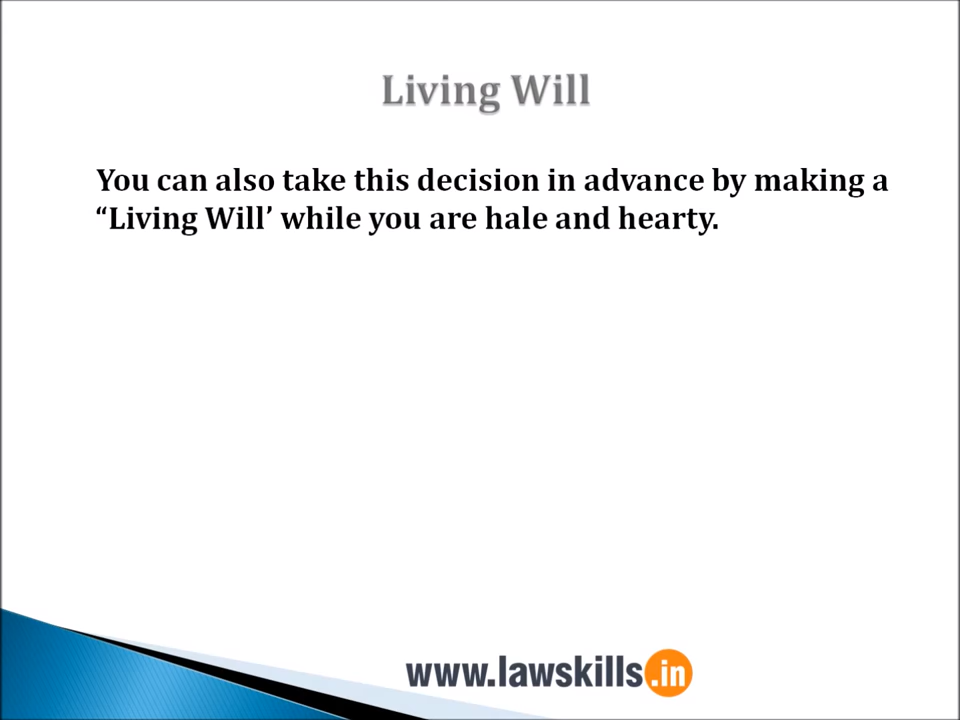 Living Will
You can also take this decision in advance by making a
“Living Will’ while you are hale and hearty.
www.lawskills.in